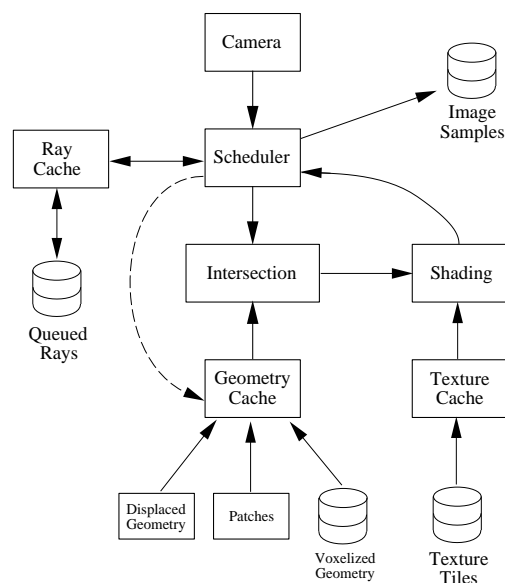 Camera
Image
Samples
Ray
Cache
Scheduler
Intersection
Shading
Queued
Rays
Geometry
Cache
Texture
Cache
Displaced
Geometry
Patches
Voxelized
Geometry
Texture
Tiles